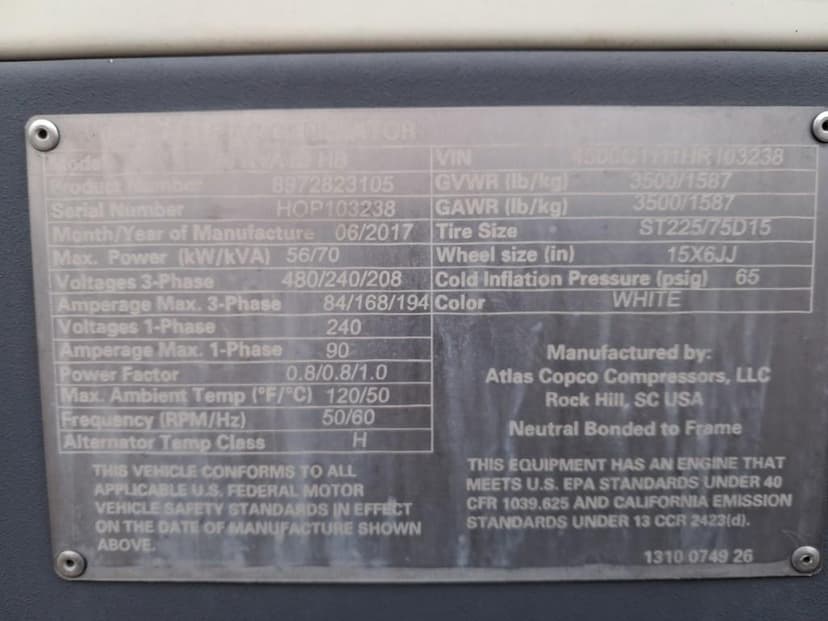 Model HB
Product Number 8972823105
Serial Number HOP103238
Month/Year of Manufacture 06/2017
Max. Power (kW/kVA) 56/70
Voltages 3-Phase 480/240/208
Amperage Max. 3-Phase 84/168/194
Voltages 1-Phase 240
Amperage Max. 1-Phase 90
Power Factor 0.8/0.8/1.0
Max. Ambient Temp (°F/°C) 120/50
Frequency (RPM/Hz) 50/60
Alternator Temp Class H
THIS VEHICLE CONFORMS TO ALL
APPLICABLE U.S. FEDERAL MOTOR
VEHICLE SAFETY STANDARDS IN EFFECT
ON THE DATE OF MANUFACTURE SHOWN
ABOVE.
VIN
GVWR (lb/kg) 3500/1587
GAWR (lb/kg) 3500/1587
Tire Size ST225/75D15
Wheel size (in) 15X6JJ
Cold Inflation Pressure (psig) 65
Color WHITE
Manufactured by:
Atlas Copco Compressors, LLC
Rock Hill, SC USA
Neutral Bonded to Frame
THIS EQUIPMENT HAS AN ENGINE THAT
MEETS U.S. EPA STANDARDS UNDER 40
CFR 1039.625 AND CALIFORNIA EMISSION
STANDARDS UNDER 13 CCR 2423(d).
1310 0749 26